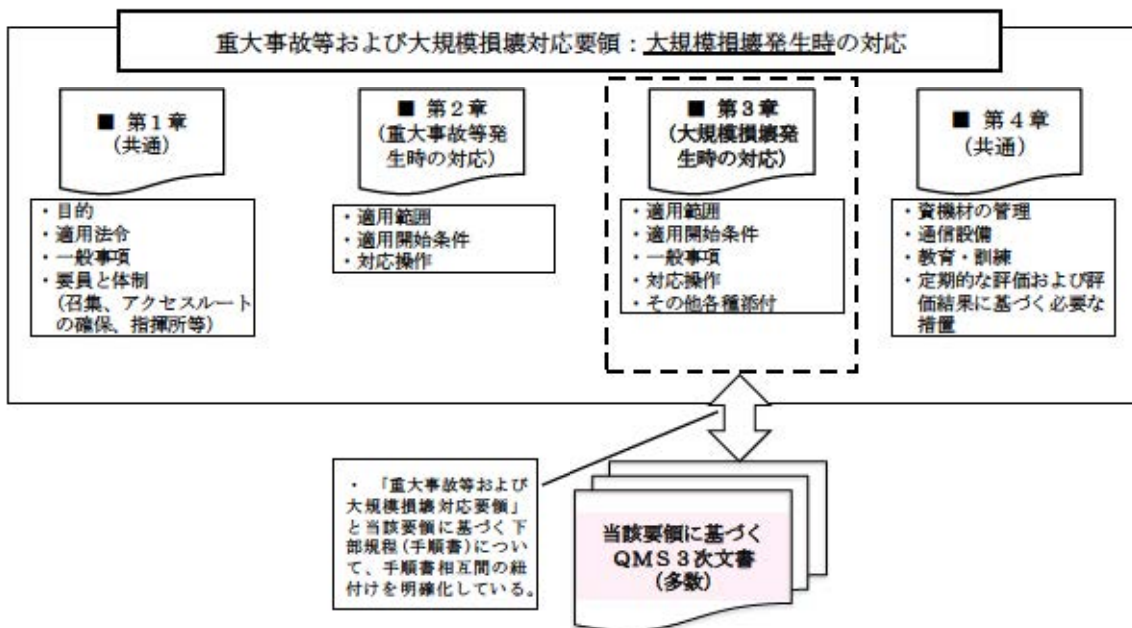 重大事故等および大規模損壊対応要領：大規模損壊発生時の対応
■ 第1章
(共通)
・目的
・適用法令
・一般事項
・要員と体制
(召集、アクセスルート
の確保、指揮所等)
■ 第2章
(重大事故等発
生時の対応)
・適用範囲
・適用開始条件
・対応操作
■ 第3章
(大規模損壊発
生時の対応)
・適用範囲
・適用開始条件
・一般事項
・対応操作
・その他各種添付
■ 第4章
(共通)
・資機材の管理
・通信設備
・教育・訓練
・定期的な評価および評
価結果に基づく必要な
措置
・ 「重大事故等および
大規模損壊対応要領」
と当該要領に基づく下
部規程(手順書)につい
て、手順書相互間の紐
付けを明確化している。
当該要領に基づく
QMS3次文書
(多数)